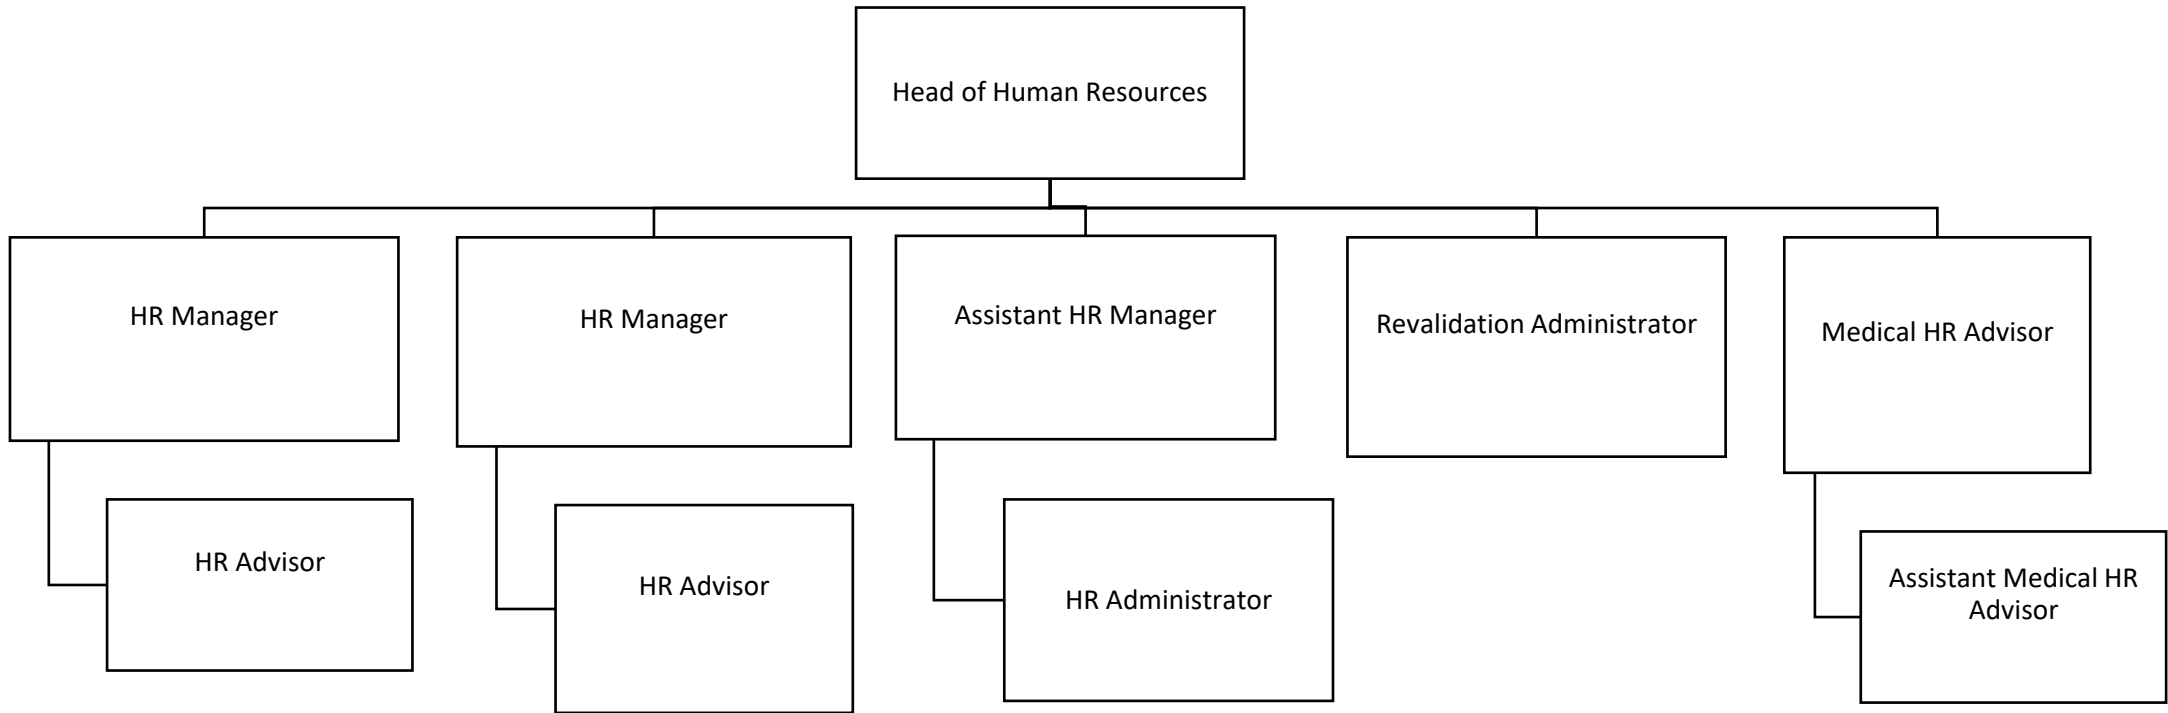 Head of Human Resources
HR Manager
HR Manager
Assistant HR Manager
Revalidation Administrator
Medical HR Advisor
HR Advisor
HR Advisor
HR Administrator
Assistant Medical HR
Advisor